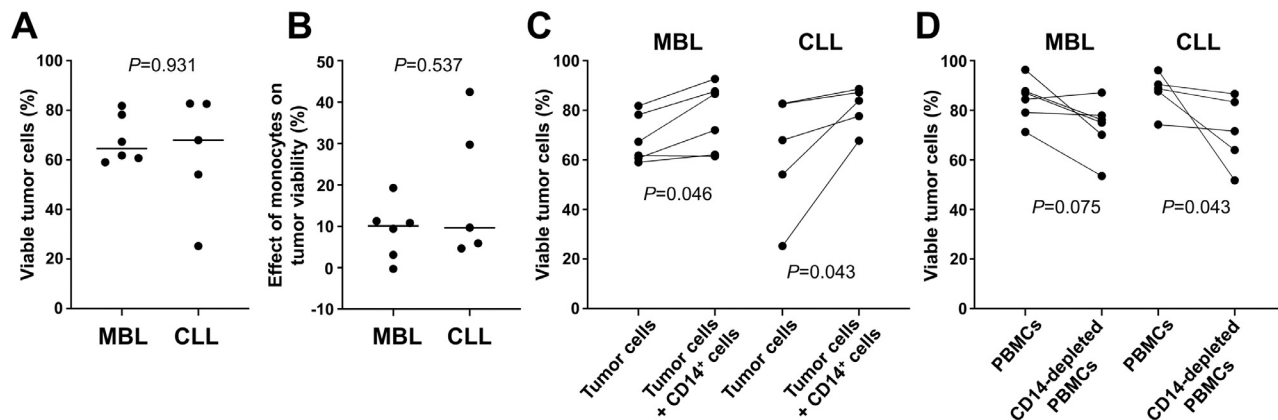 A
Viable tumor cells (%)
100
80
60
40
20
0
P=0.931
MBL
CLL
B
Effect of monocytes on
tumor viability (%)
50
40
30
20
10
0
-10
P=0.537
MBL
CLL
C
MBL
CLL
Viable tumor cells (%)
100
80
60
40
20
0
P=0.046
P=0.043
Tumor cells
Tumor cells
+ CD14+ cells
Tumor cells
Tumor cells
+ CD14+ cells
D
MBL
CLL
Viable tumor cells (%)
100
80
60
40
20
0
P=0.075
P=0.043
PBMCs
CD14-depleted
PBMCs
PBMCs
CD14-depleted
PBMCs